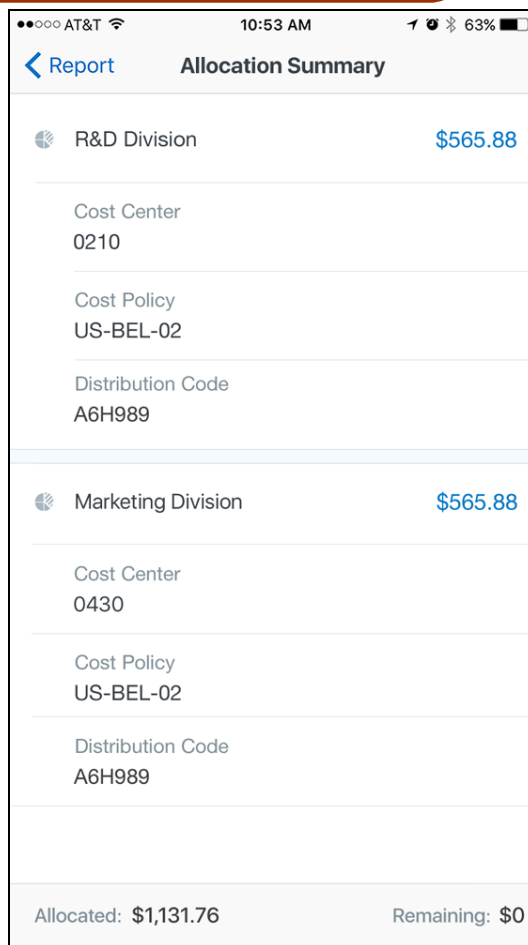 AT&T 10:53 AM 63%
Report Allocation Summary
R&D Division $565.88
Cost Center
0210
Cost Policy
US-BEL-02
Distribution Code
A6H989
Marketing Division $565.88
Cost Center
0430
Cost Policy
US-BEL-02
Distribution Code
A6H989
Allocated: $1,131.76 Remaining: $0